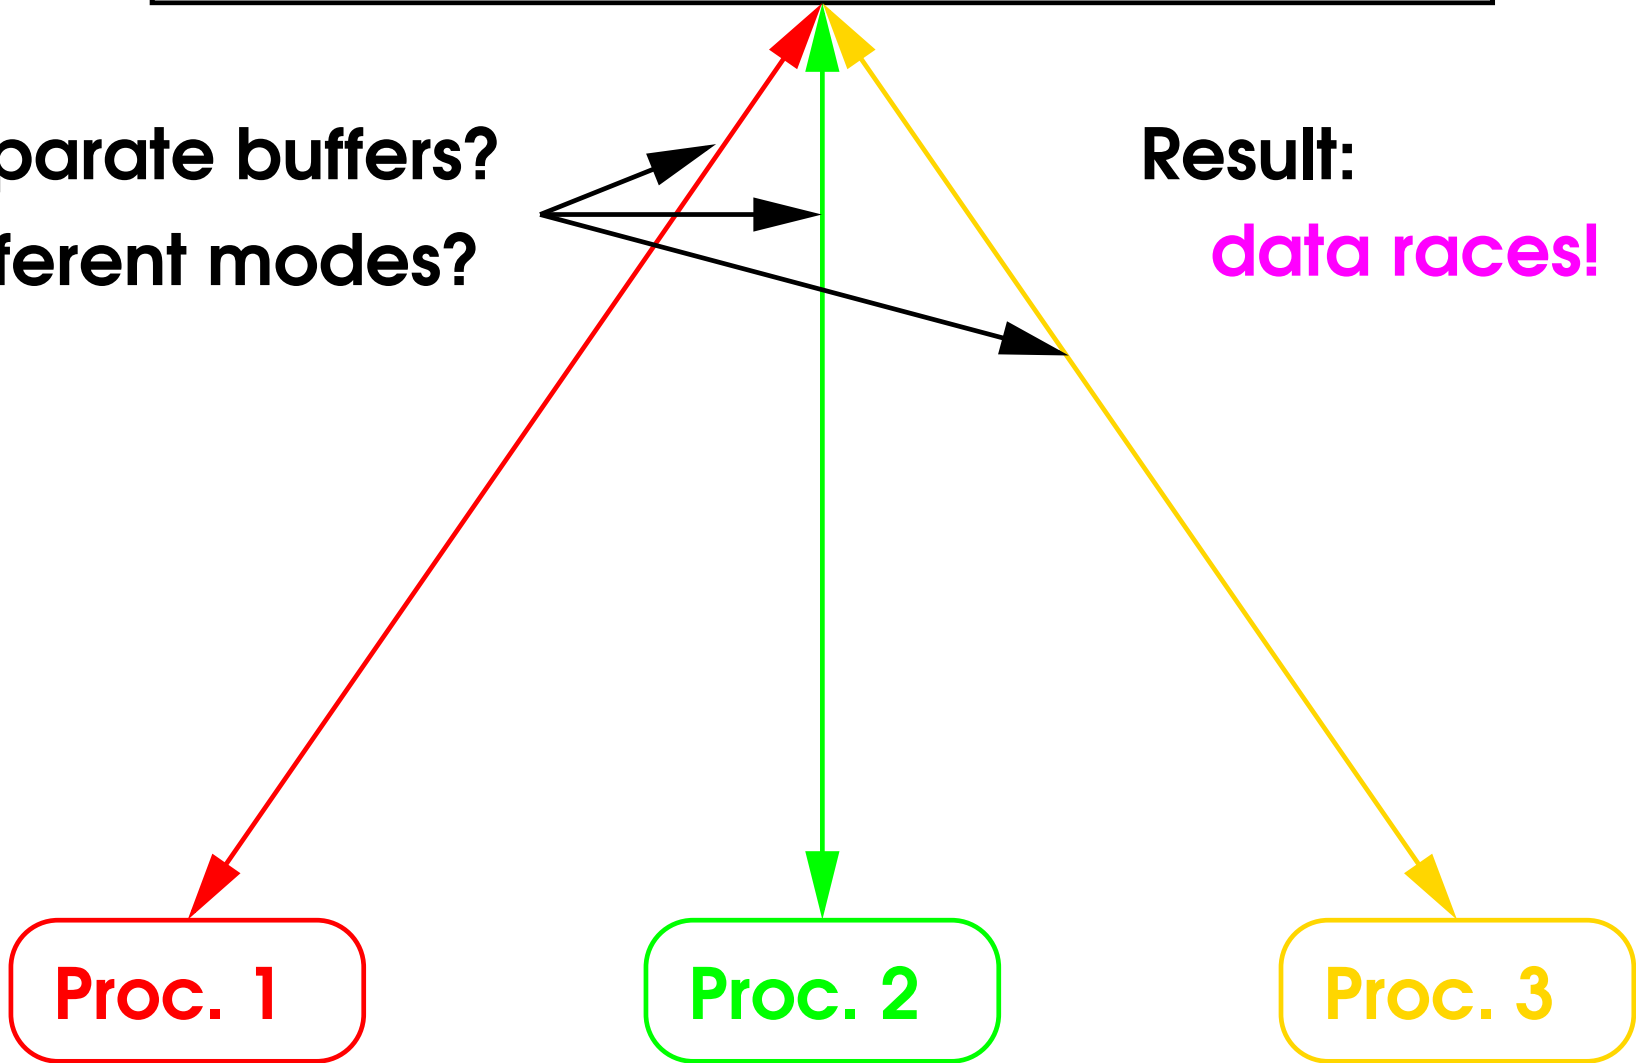 parate buffers?
ferent modes?
Result:
data races!
Proc. 1
Proc. 2
Proc. 3